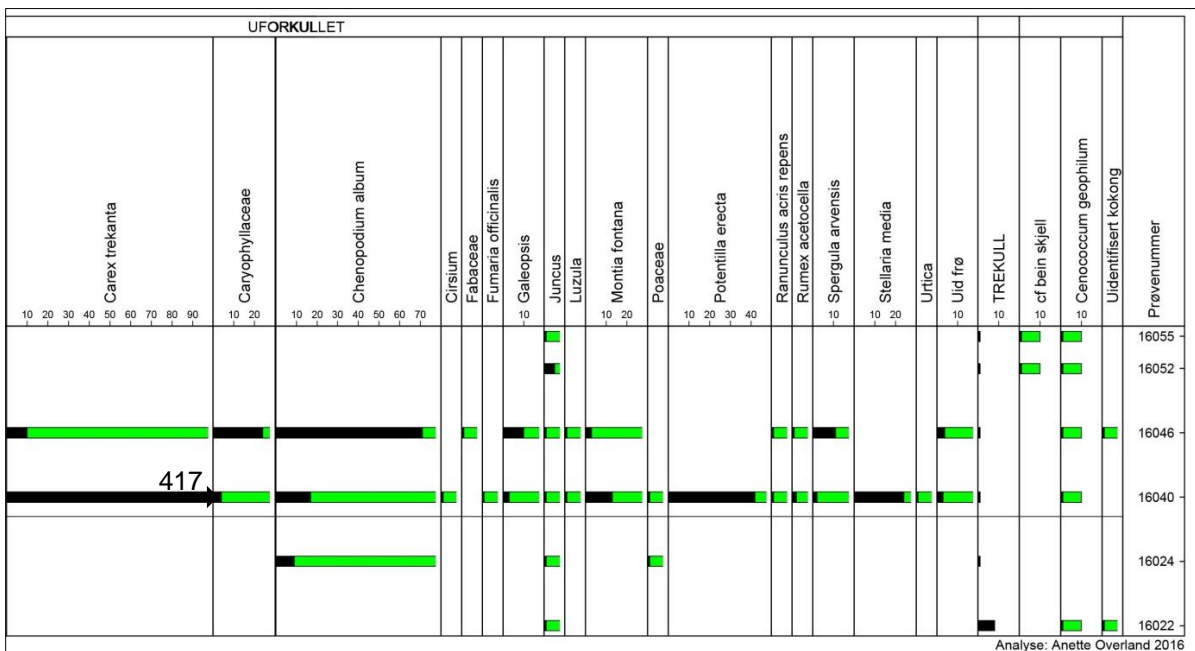 UFORKULLET
Carex trekanta
Caryophyllaceae
Chenopodium album
Cirsium
Fabaceae
Fumaria officinalis
Galeopsis
Juncus
Luzula
Montia fontana
Poaceae
Potentilla erecta
Ranunculus acris repens
Rumex acetocella
Spergula arvensis
Stellaria media
Urtica
Uid frø
TREKULL
cf bein skjell
Cenococcum geophilum
Uidentifisert kokong
Prøvenummer
10 20 30 40 50 60 70 80 90 10 20 10 20 30 40 50 60 70 10 10 20 10 20 30 40 10 10 20 10 10 10
16055
16052
16046
417
16040
16024
16022
Analyse: Anette Overland 2016